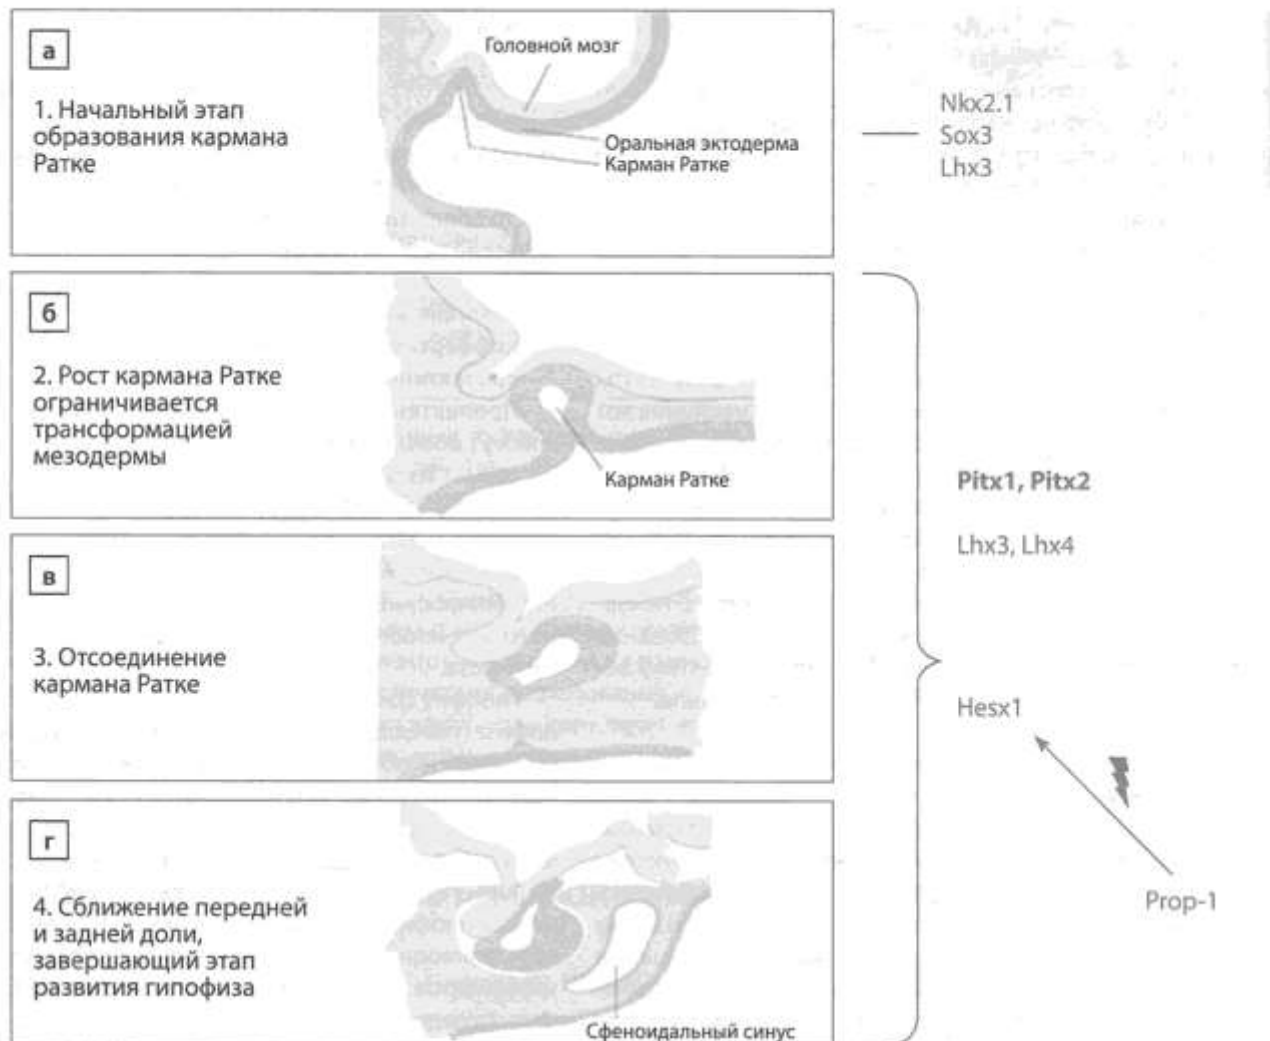 а
1. Начальный этап
образования кармана
Ратке
Головной мозг
Оральная эктодерма
Карман Ратке
Nkx2.1
Sox3
Lhx3
б
2. Рост кармана Ратке
ограничивается
трансформацией
мезодермы
Карман Ратке
Pitx1, Pitx2
Lhx3, Lhx4
в
3. Отсоединение
кармана Ратке
Hesx1
Prop-1
г
4. Сближение передней
и задней доли,
завершающий этап
развития гипофиза
Сфеноидальный синус